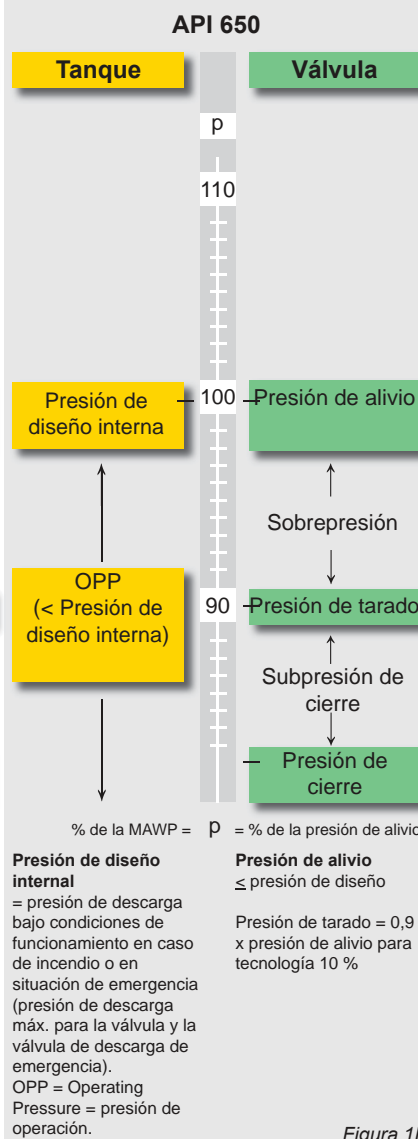 API 650
Tanque
Válvula
p
110
Presión de
diseño interna
100
Presión de alivio
Sobrepresión
OPP
(< Presión de
diseño interna)
90
Presión de tarado
Subpresión de
cierre
Presión de
cierre
% de la MAWP = p = % de la presión de alivio
Presión de diseño
internal
= presión de descarga
bajo condiciones de
funcionamiento en caso
de incendio o en
situación de emergencia
(presión de descarga
máx. para la válvula y la
válvula de descarga de
emergencia).
OPP = Operating
Pressure = presión de
operación.
Presión de alivio
≤ presión de diseño
Presión de tarado = 0,9
x presión de alivio para
tecnología 10 %
Figura